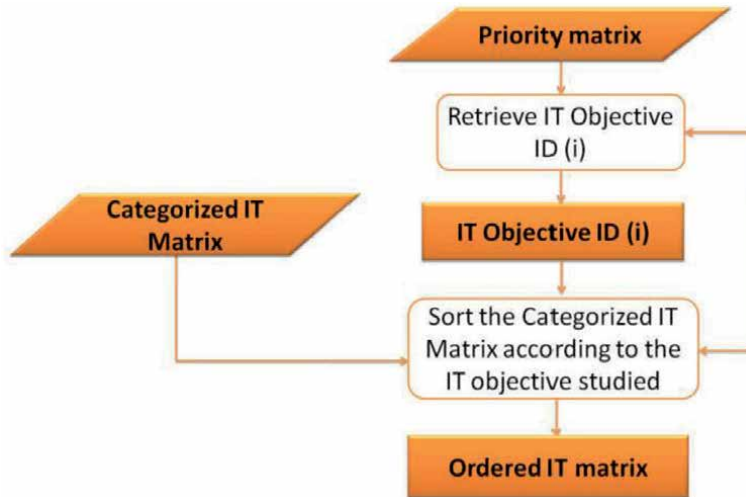 Priority matrix
Retrieve IT Objective
ID (i)
Categorized IT
Matrix
IT Objective ID (i)
Sort the Categorized IT
Matrix according to the
IT objective studied
Ordered IT matrix